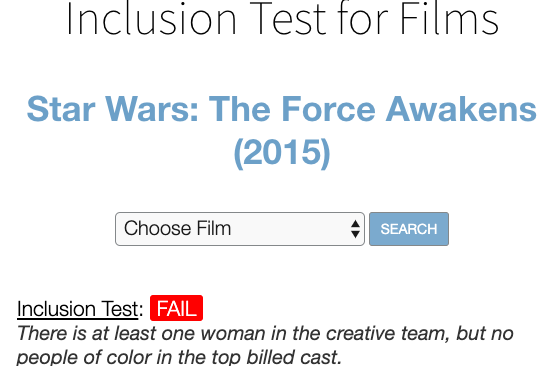 Inclusion Test for Films
Star Wars: The Force Awakens
(2015)
Choose Film
SEARCH
Inclusion Test: FAIL
There is at least one woman in the creative team, but no
people of color in the top billed cast.